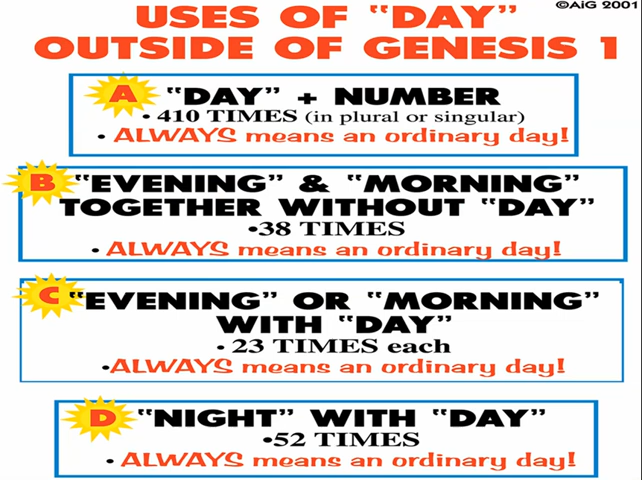 ©AiG 2001
USES OF "DAY"
OUTSIDE OF GENESIS 1
A "DAY" + NUMBER
• 410 TIMES (in plural or singular)
• ALWAYS means an ordinary day!
B "EVENING" & "MORNING"
TOGETHER WITHOUT "DAY"
•38 TIMES
• ALWAYS means an ordinary day!
C "EVENING" OR "MORNING"
WITH "DAY"
• 23 TIMES each
•ALWAYS means an ordinary day!
D "NIGHT" WITH "DAY"
•52 TIMES
• ALWAYS means an ordinary day!